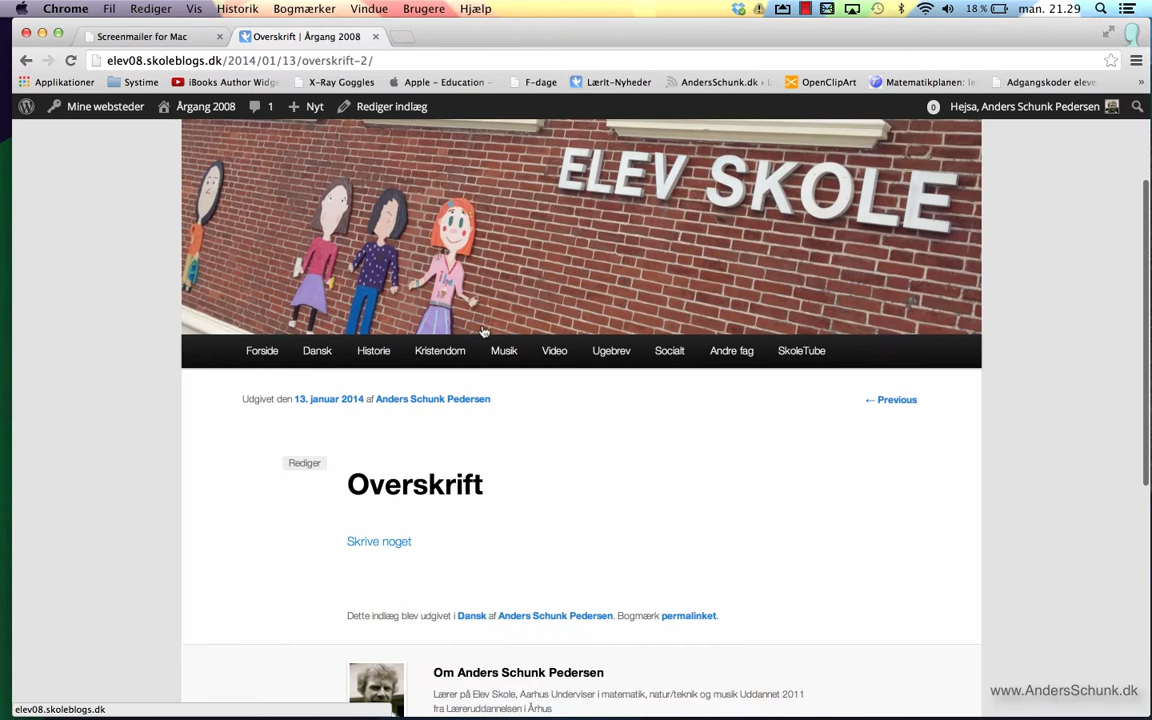 Chrome Fil Rediger Vis Historik Bogmærker Vindue Brugere Hjælp 18 % man. 21.29
Screenmailer for Mac Overskrift | Årgang 2008
elev08.skoleblogs.dk/2014/01/13/overskrift-2/
Applikationer Systime iBooks Author Widg X-Ray Goggles Apple – Education – F-dage LærIt-Nyheder AndersSchunk.dk › L OpenClipArt Matematikplanen: le Adgangskoder eleve »
Mine websteder Årgang 2008 1 Nyt Rediger indlæg 0 Hejsa, Anders Schunk Pedersen
ELEV SKOLE
Forside Dansk Historie Kristendom Musik Video Ugebrev Socialt Andre fag SkoleTube
Udgivet den 13. januar 2014 af Anders Schunk Pedersen ← Previous
Rediger
Overskrift
Skrive noget
Dette indlæg blev udgivet i Dansk af Anders Schunk Pedersen. Bogmærk permalinket.
Om Anders Schunk Pedersen
Lærer på Elev Skole, Aarhus Underviser i matematik, natur/teknik og musik Uddannet 2011
fra Læreruddannelsen i Århus
www.AndersSchunk.dk
elev08.skoleblogs.dk